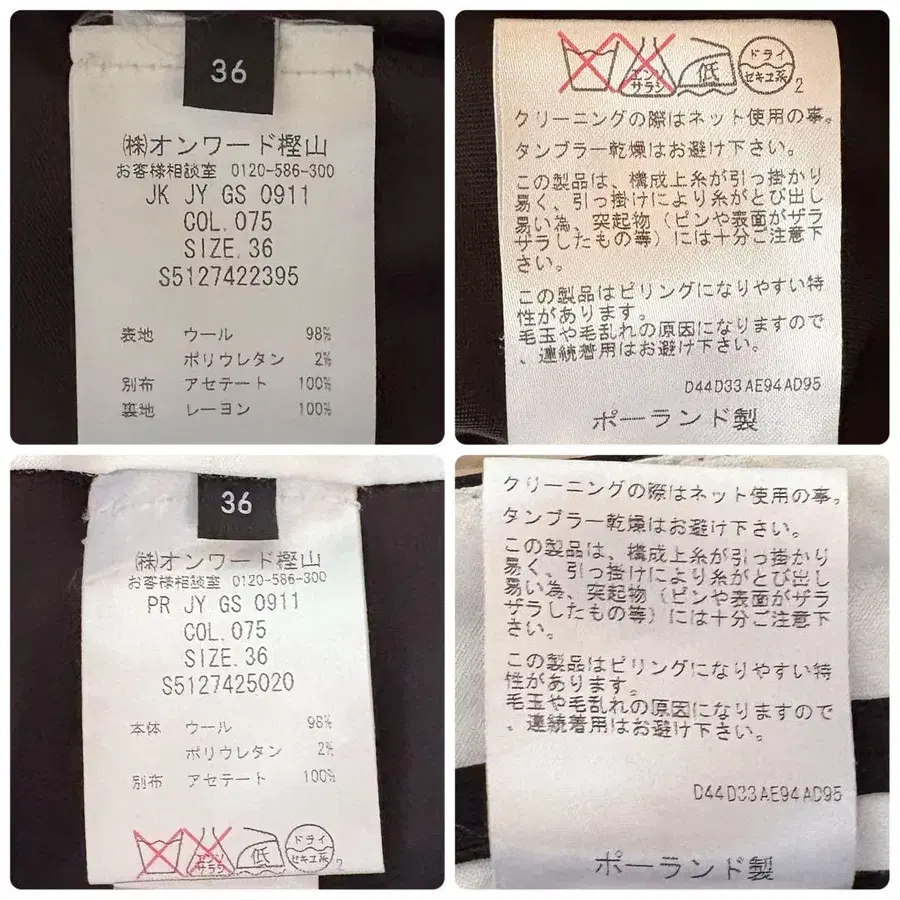 36
㈱オンワード樫山
お客様相談室 0120-586-300
JK JY GS 0911
COL. 075
SIZE. 36
S5127422395
表地 ウール 98%
ポリウレタン 2%
別布 アセテート 100%
裏地 レーヨン 100%
エンソ
サラシ
低
ドライ
セキユ系
2
クリーニングの際はネット使用の事。
タンブラー乾燥はお避け下さい。
この製品は、構成上糸が引っ掛かり
易く、引っ掛けにより糸がとび出し
易い為、突起物（ピンや表面がザラ
ザラしたもの等）には十分ご注意下
さい。
この製品はピリングになりやすい特
性があります。
毛玉や毛乱れの原因になりますので
、連続着用はお避け下さい。
D44D33AE94AD95
ポーランド製
36
㈱オンワード樫山
お客様相談室 0120-586-300
PR JY GS 0911
COL. 075
SIZE. 36
S5127425020
本体 ウール 98%
ポリウレタン 2%
別布 アセテート 100%
エンソ
サラシ
低
ドライ
セキユ系
2
クリーニングの際はネット使用の事。
タンブラー乾燥はお避け下さい。
この製品は、構成上糸が引っ掛かり
易く、引っ掛けにより糸がとび出し
易い為、突起物（ピンや表面がザラ
ザラしたもの等）には十分ご注意下
さい。
この製品はピリングになりやすい特
性があります。
毛玉や毛乱れの原因になりますので
、連続着用はお避け下さい。
D44D33AE94AD95
ポーランド製